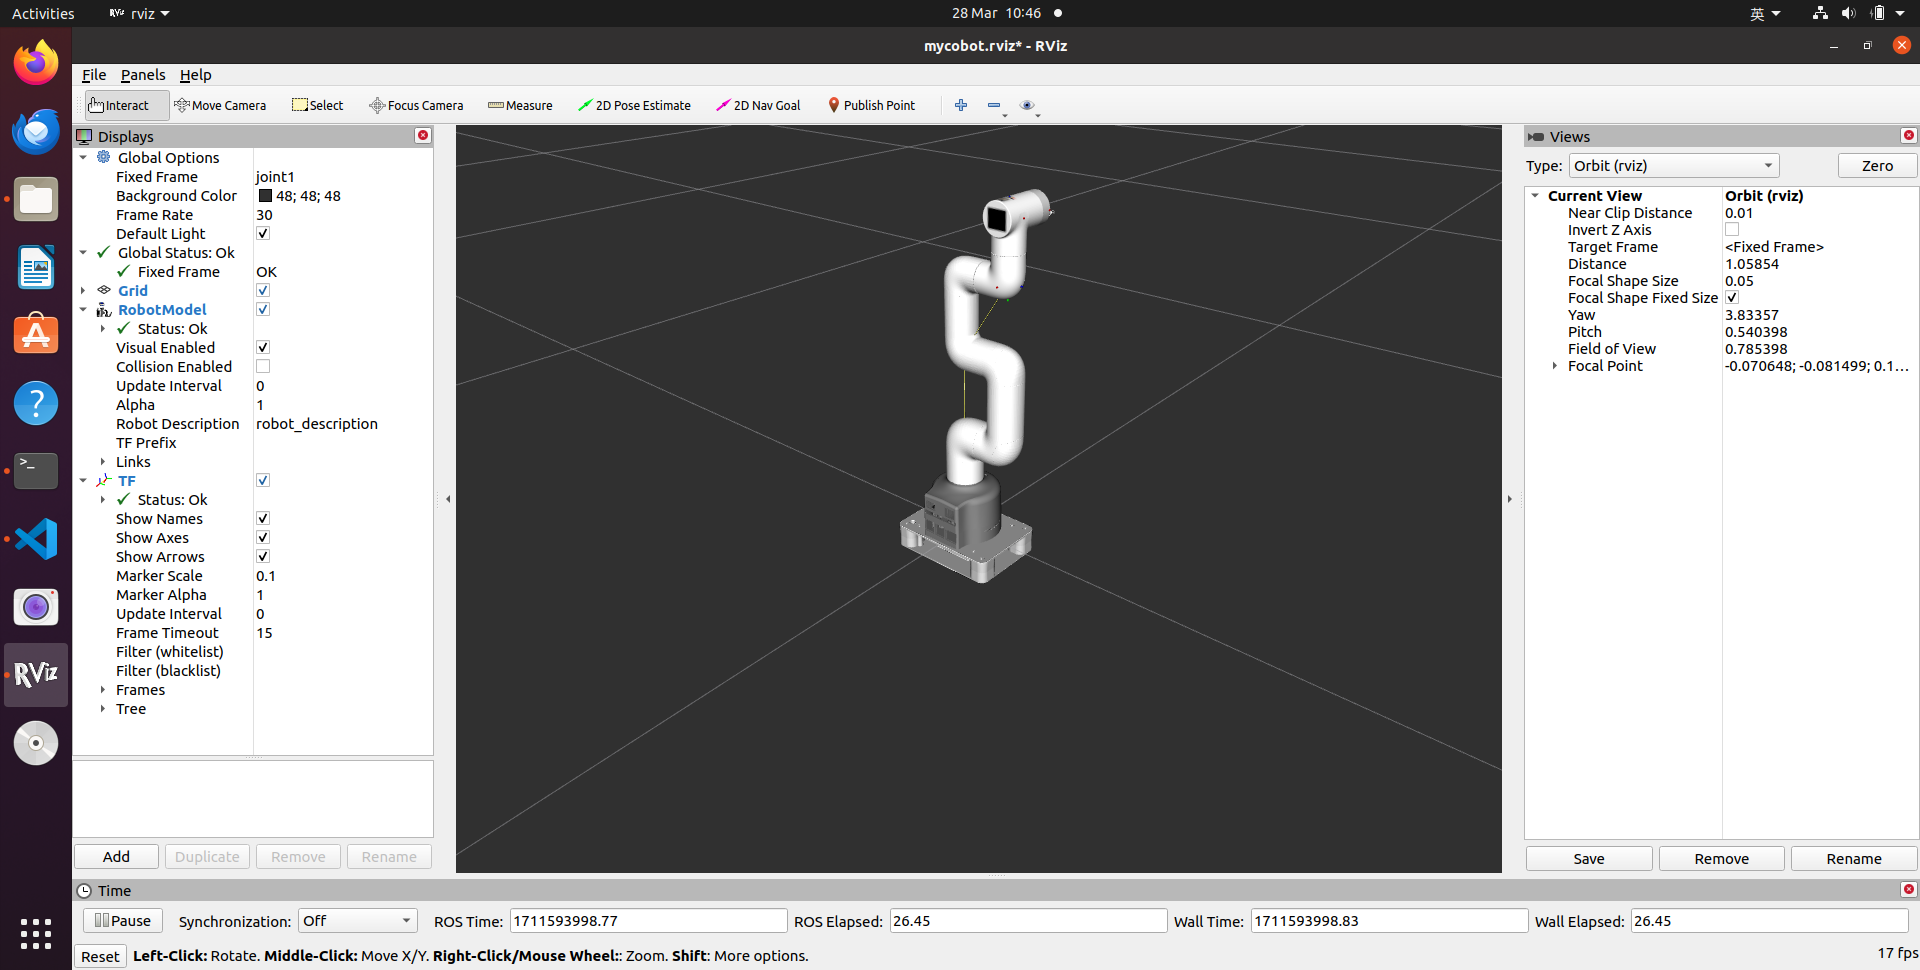 Activities RViz rviz 28 Mar 10:46 英
mycobot.rviz* - RViz
File Panels Help
Interact Move Camera Select Focus Camera Measure 2D Pose Estimate 2D Nav Goal Publish Point
Displays
Global Options
Fixed Frame joint1
Background Color 48; 48; 48
Frame Rate 30
Default Light
Global Status: Ok
Fixed Frame OK
Grid
RobotModel
Status: Ok
Visual Enabled
Collision Enabled
Update Interval 0
Alpha 1
Robot Description robot_description
TF Prefix
Links
TF
Status: Ok
Show Names
Show Axes
Show Arrows
Marker Scale 0.1
Marker Alpha 1
Update Interval 0
Frame Timeout 15
Filter (whitelist)
Filter (blacklist)
Frames
Tree
Add Duplicate Remove Rename
Views
Type: Orbit (rviz) Zero
Current View Orbit (rviz)
Near Clip Distance 0.01
Invert Z Axis
Target Frame <Fixed Frame>
Distance 1.05854
Focal Shape Size 0.05
Focal Shape Fixed Size
Yaw 3.83357
Pitch 0.540398
Field of View 0.785398
Focal Point -0.070648; -0.081499; 0.1...
Save Remove Rename
RViz
Time
Pause Synchronization: Off ROS Time: 1711593998.77 ROS Elapsed: 26.45 Wall Time: 1711593998.83 Wall Elapsed: 26.45
Reset Left-Click: Rotate. Middle-Click: Move X/Y. Right-Click/Mouse Wheel:: Zoom. Shift: More options. 17 fps